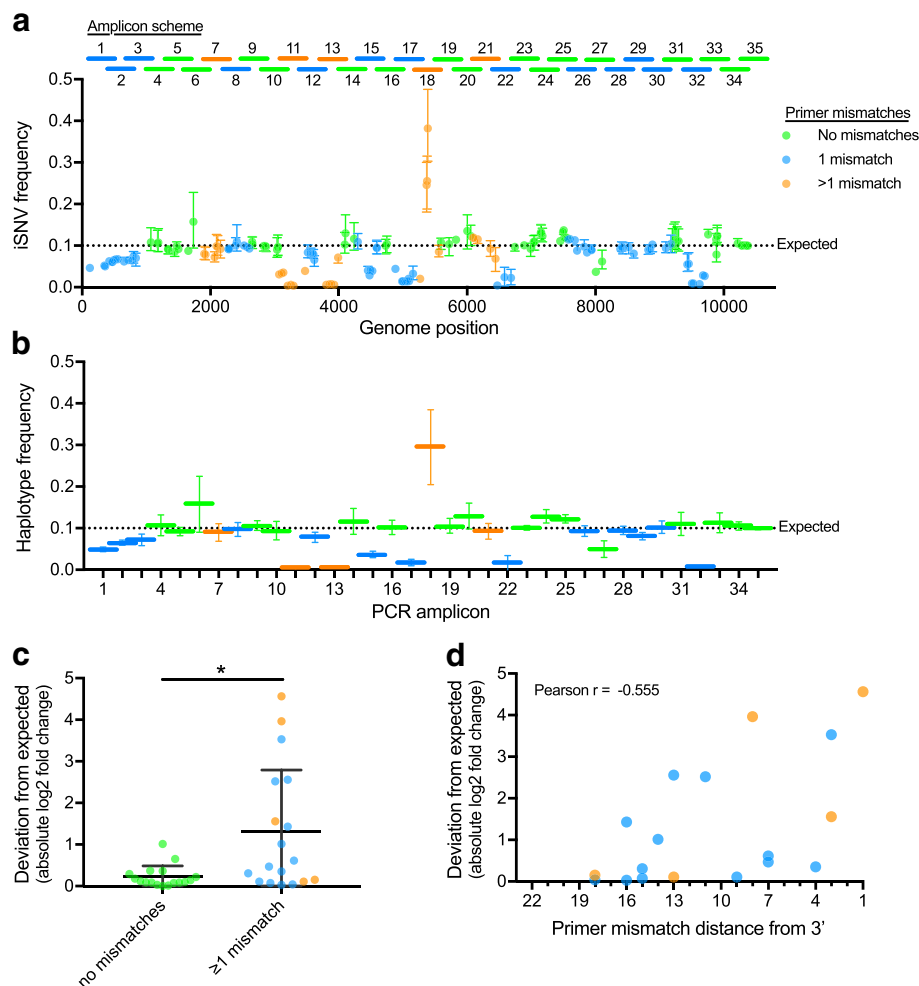 a
Amplicon scheme
1 3 5 7 9 11 13 15 17 19 21 23 25 27 29 31 33 35
2 4 6 8 10 12 14 16 18 20 22 24 26 28 30 32 34
0.5
0.4
0.3
0.2
0.1
0.0
iSNV frequency
Expected
0 2000 4000 6000 8000 10000
Genome position
Primer mismatches
No mismatches
1 mismatch
>1 mismatch
b
0.5
0.4
0.3
0.2
0.1
0.0
Haplotype frequency
Expected
1 4 7 10 13 16 19 22 25 28 31 34
PCR amplicon
c
5
4
3
2
1
0
Deviation from expected
(absolute log2 fold change)
*
no mismatches
≥1 mismatch
d
5
4
3
2
1
0
Deviation from expected
(absolute log2 fold change)
Pearson r = -0.555
22 19 16 13 10 7 4 1
Primer mismatch distance from 3’